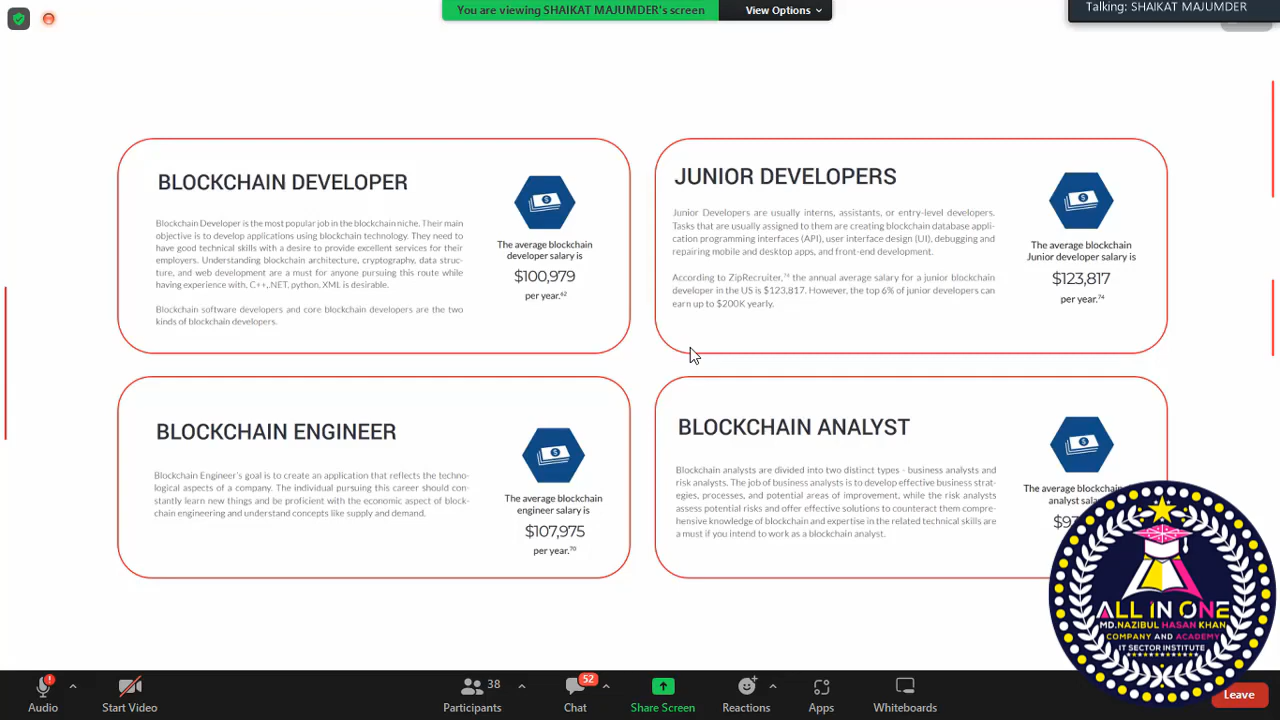 You are viewing SHAIKAT MAJUMDER's screen
View Options
Talking: SHAIKAT MAJUMDER
BLOCKCHAIN DEVELOPER
Blockchain Developer is the most popular job in the blockchain niche. Their main
objective is to develop applications using blockchain technology. They need to
have good technical skills with a desire to provide excellent services for their
employers. Understanding blockchain architecture, cryptography, data struc-
ture, and web development are a must for anyone pursuing this route while
having experience with, C++,.NET, python, XML is desirable.
Blockchain software developers and core blockchain developers are the two
kinds of blockchain developers.
The average blockchain
developer salary is
$100,979
per year.62
JUNIOR DEVELOPERS
Junior Developers are usually interns, assistants, or entry-level developers.
Tasks that are usually assigned to them are creating blockchain database appli-
cation programming interfaces (API), user interface design (UI), debugging and
repairing mobile and desktop apps, and front-end development.
According to ZipRecruiter,74 the annual average salary for a junior blockchain
developer in the US is $123,817. However, the top 6% of junior developers can
earn up to $200K yearly.
The average blockchain
Junior developer salary is
$123,817
per year.74
BLOCKCHAIN ENGINEER
Blockchain Engineer's goal is to create an application that reflects the techno-
logical aspects of a company. The individual pursuing this career should con-
stantly learn new things and be proficient with the economic aspect of block-
chain engineering and understand concepts like supply and demand.
The average blockchain
engineer salary is
$107,975
per year.70
BLOCKCHAIN ANALYST
Blockchain analysts are divided into two distinct types - business analysts and
risk analysts. The job of business analysts is to develop effective business strat-
egies, processes, and potential areas of improvement, while the risk analysts
assess potential risks and offer effective solutions to counteract them compre-
hensive knowledge of blockchain and expertise in the related technical skills are
a must if you intend to work as a blockchain analyst.
The average blockchain
analyst
$97
ALL IN ONE
MD.NAZIBUL HASAN KHAN
COMPANY AND ACADEMY
IT SECTOR INSTITUTE
Audio
Start Video
38
Participants
52
Chat
Share Screen
Reactions
Apps
Whiteboards
Leave